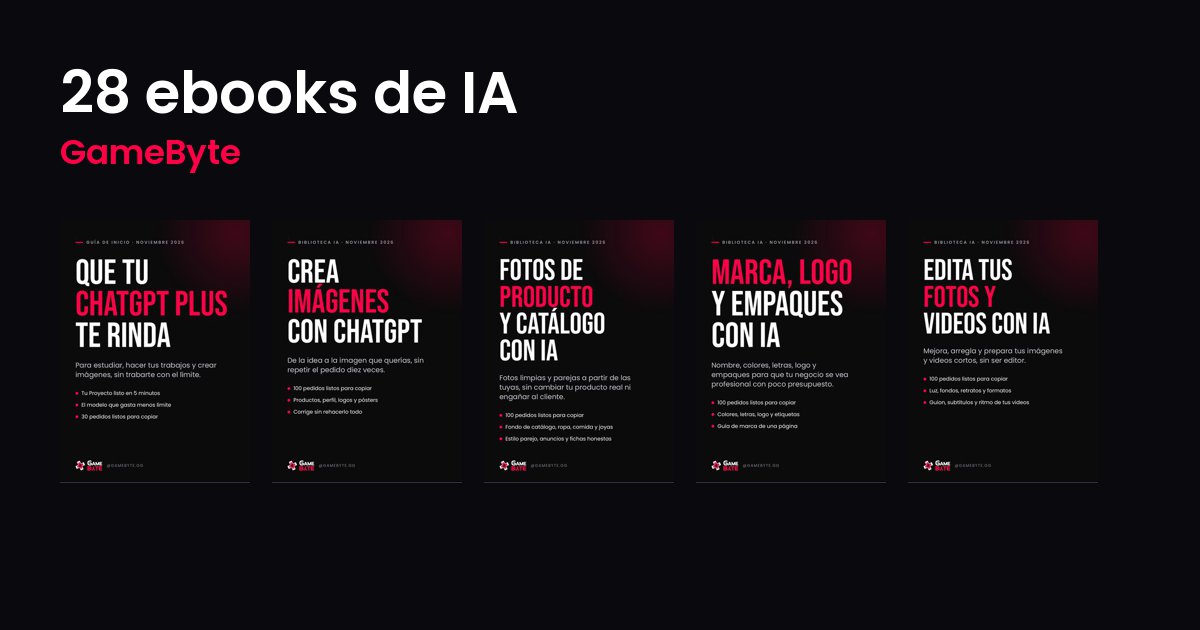 28 ebooks de IA
GameByte
GUÍA DE INICIO · NOVIEMBRE 2026
QUE TU
CHATGPT PLUS
TE RINDA
Para estudiar, hacer tus trabajos y crear
imágenes, sin trabarte con el límite.
Tu Proyecto listo en 5 minutos
El modelo que gasta menos límite
30 pedidos listos para copiar
GAME
BYTE
@GAMEBYTE.GG
BIBLIOTECA IA · NOVIEMBRE 2026
CREA
IMÁGENES
CON CHATGPT
De la idea a la imagen que querías, sin
repetir el pedido diez veces.
100 pedidos listos para copiar
Productos, perfil, logos y pósters
Corrige sin rehacerlo todo
GAME
BYTE
@GAMEBYTE.GG
BIBLIOTECA IA · NOVIEMBRE 2026
FOTOS DE
PRODUCTO
Y CATÁLOGO
CON IA
Fotos limpias y parejas a partir de las
tuyas, sin cambiar tu producto real ni
engañar al cliente.
100 pedidos listos para copiar
Fondo de catálogo, ropa, comida y joyas
Estilo parejo, anuncios y fichas honestas
GAME
BYTE
@GAMEBYTE.GG
BIBLIOTECA IA · NOVIEMBRE 2026
MARCA, LOGO
Y EMPAQUES
CON IA
Nombre, colores, letras, logo y
empaques para que tu negocio se vea
profesional con poco presupuesto.
100 pedidos listos para copiar
Colores, letras, logo y etiquetas
Guía de marca de una página
GAME
BYTE
@GAMEBYTE.GG
BIBLIOTECA IA · NOVIEMBRE 2026
EDITA TUS
FOTOS Y
VIDEOS CON IA
Mejora, arregla y prepara tus imágenes
y videos cortos, sin ser editor.
100 pedidos listos para copiar
Luz, fondos, retratos y formatos
Guion, subtítulos y ritmo de tus videos
GAME
BYTE
@GAMEBYTE.GG